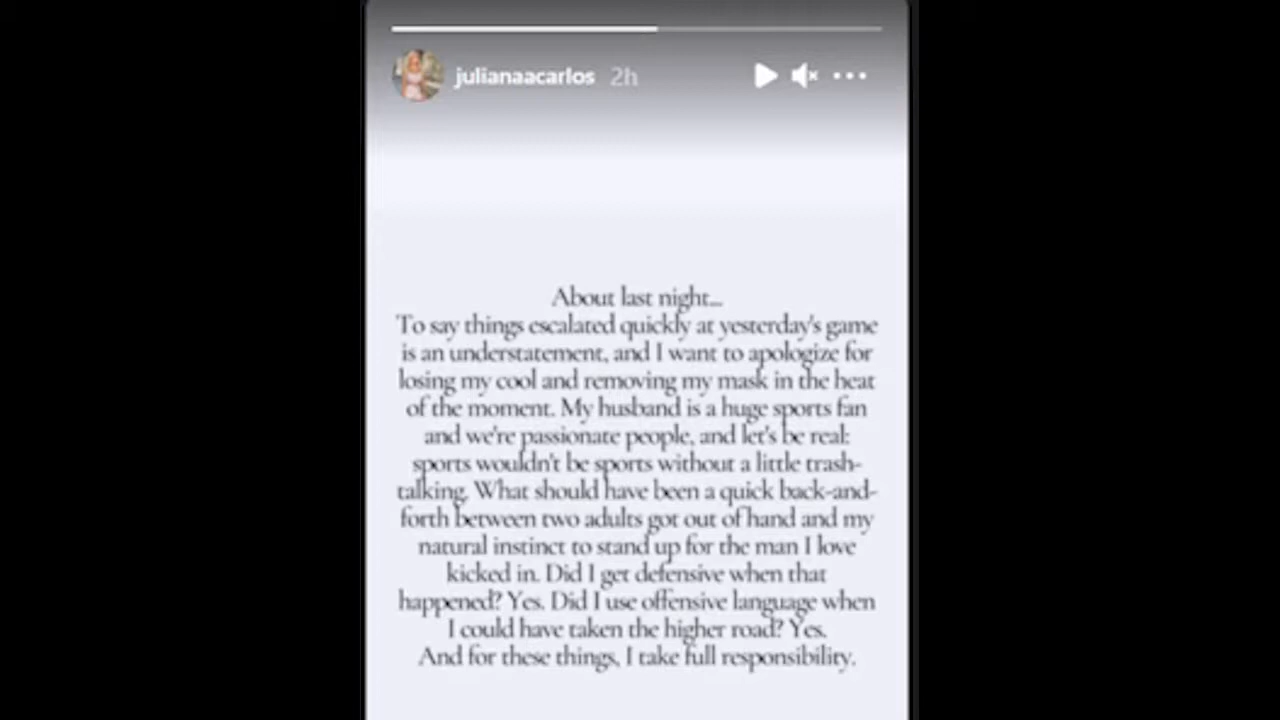 julianaacarlos 2h
About last night...
To say things escalated quickly at yesterday's game
is an understatement, and I want to apologize for
losing my cool and removing my mask in the heat
of the moment. My husband is a huge sports fan
and we're passionate people, and let's be real:
sports wouldn't be sports without a little trash-
talking. What should have been a quick back-and-
forth between two adults got out of hand and my
natural instinct to stand up for the man I love
kicked in. Did I get defensive when that
happened? Yes. Did I use offensive language when
I could have taken the higher road? Yes.
And for these things, I take full responsibility.